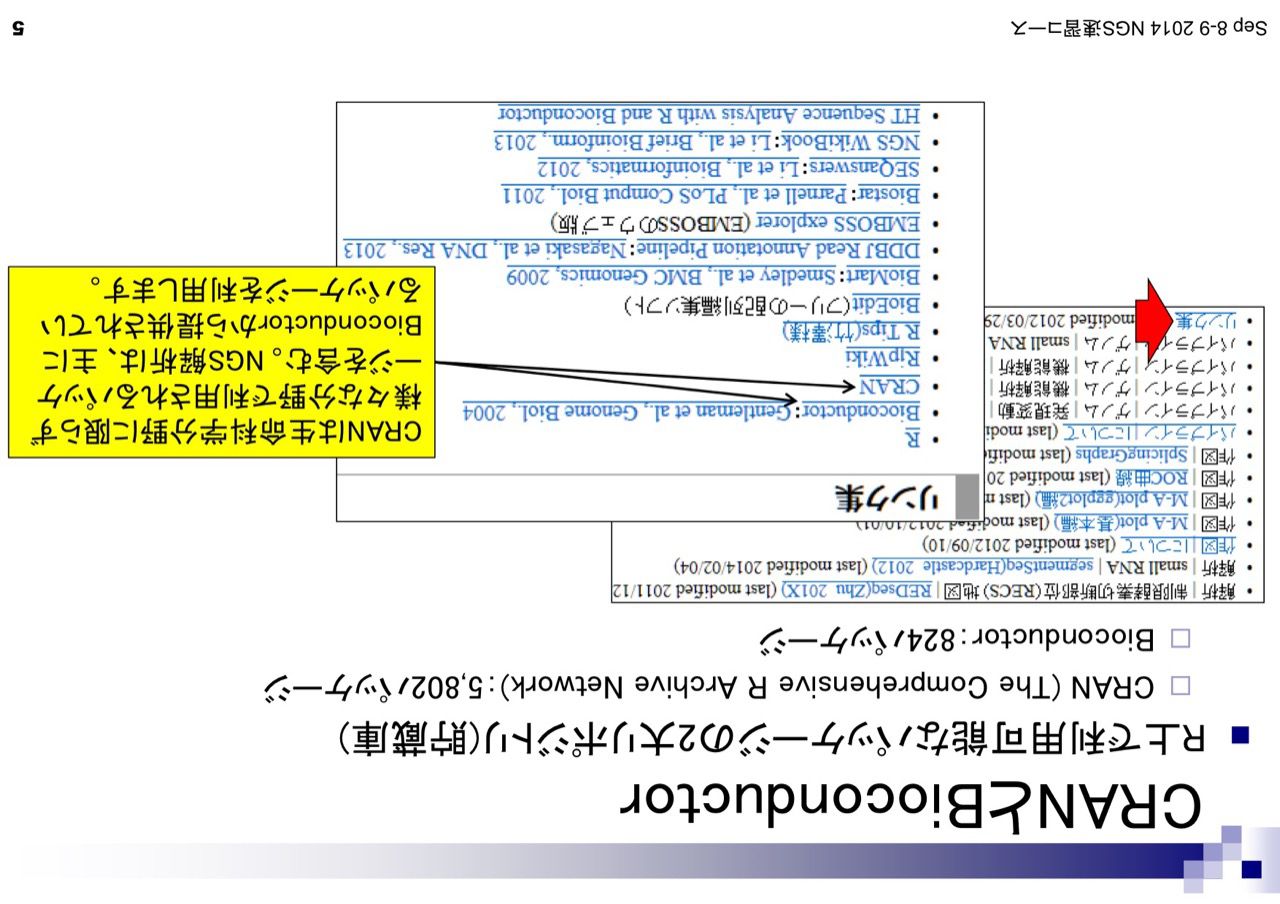 CRANとBioconductor
R上で利用可能なパッケージの2大リポジトリ(貯蔵庫)
CRAN (The Comprehensive R Archive Network):5,802パッケージ
Bioconductor:824パッケージ
解析 | 制限酵素切断部位(RECS)地図 | REDseq(Zhu_201X) (last modified 2011/12
解析 | small RNA | segmentSeq(Hardcastle_2012) (last modified 2014/02/04)
作図 | について (last modified 2012/09/10)
作図 | M-A plot(基本編) (last modified 2012/10/01)
作図 | M-A plot(ggplot2編) (last m
作図 | ROC曲線 (last modified 20
作図 | SplicingGraphs (last modifie
パイプライン | について (last modi
パイプライン | ゲノム | 発現変動 |
パイプライン | ゲノム | 機能解析 |
パイプライン | ゲノム | 機能解析 |
パイプライン | ゲノム | small RNA
リンク集 modified 2012/03/29
リンク集
R
Bioconductor:Gentleman et al., Genome Biol., 2004
CRAN
RjpWiki
R Tips(竹澤様)
BioEdit(フリーの配列編集ソフト)
BioMart:Smedley et al., BMC Genomics, 2009
DDBJ Read Annotation Pipeline:Nagasaki et al., DNA Res., 2013
EMBOSS explorer (EMBOSSのウェブ版)
Biostar:Parnell et al., PLoS Comput Biol., 2011
SEQanswers:Li et al., Bioinformatics, 2012
NGS WikiBook:Li et al., Brief Bioinform., 2013
HT Sequence Analysis with R and Bioconductor
CRANは生命科学分野に限らず
様々な分野で利用されるパッケ
ージを含む。NGS解析は、主に
Bioconductorから提供されてい
るパッケージを利用します。
Sep 8-9 2014 NGS速習コース
5